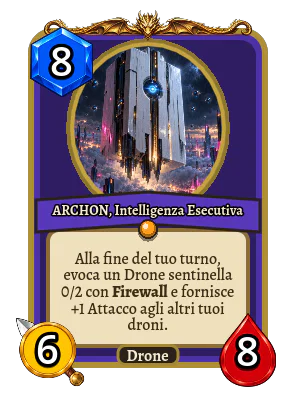 8
ARCHON, Intelligenza Esecutiva
Alla fine del tuo turno,
evoca un Drone sentinella
0/2 con Firewall e fornisce
+1 Attacco agli altri tuoi
droni.
6
Drone
8